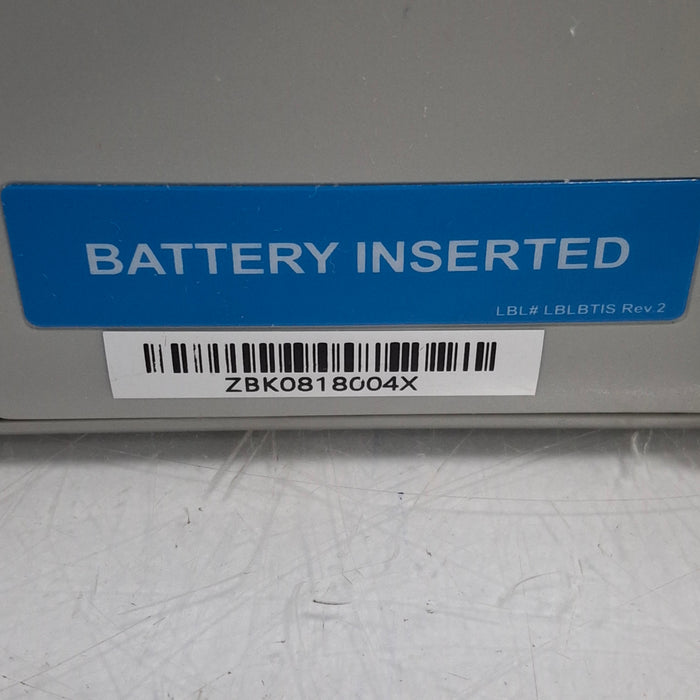 BATTERY INSERTED
LBL# LBLBTIS Rev.2
ZBK0818004X